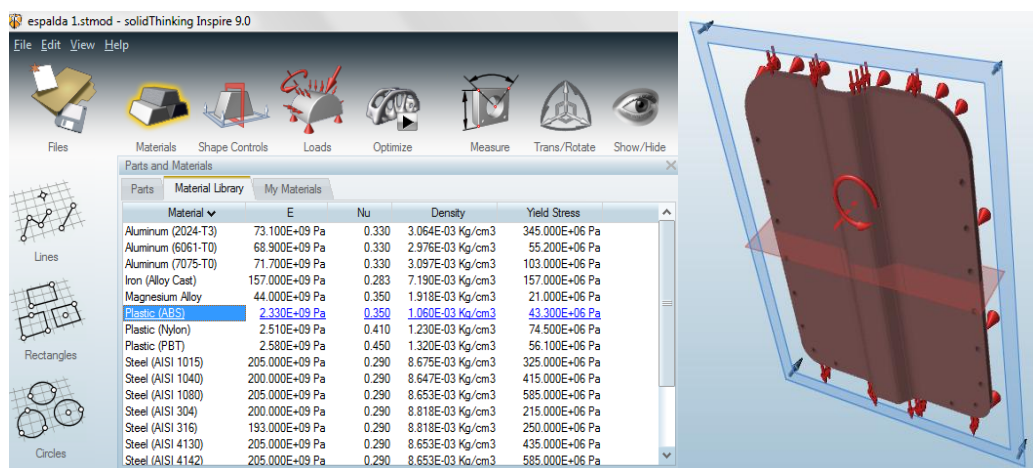 espalda 1.stmod - solidThinking Inspire 9.0
File Edit View Help
Files Materials Shape Controls Loads Optimize Measure Trans/Rotate Show/Hide
Parts and Materials
Parts Material Library My Materials
Material E Nu Density Yield Stress
Aluminum (2024-T3) 73.100E+09 Pa 0.330 3.064E-03 Kg/cm3 345.000E+06 Pa
Aluminum (6061-T0) 68.900E+09 Pa 0.330 2.976E-03 Kg/cm3 55.200E+06 Pa
Aluminum (7075-T0) 71.700E+09 Pa 0.330 3.097E-03 Kg/cm3 103.000E+06 Pa
Iron (Alloy Cast) 157.000E+09 Pa 0.283 7.190E-03 Kg/cm3 157.000E+06 Pa
Magnesium Alloy 44.000E+09 Pa 0.350 1.918E-03 Kg/cm3 21.000E+06 Pa
Plastic (ABS) 2.330E+09 Pa 0.350 1.060E-03 Kg/cm3 43.300E+06 Pa
Plastic (Nylon) 2.510E+09 Pa 0.410 1.230E-03 Kg/cm3 74.500E+06 Pa
Plastic (PBT) 2.580E+09 Pa 0.450 1.320E-03 Kg/cm3 56.100E+06 Pa
Steel (AISI 1015) 205.000E+09 Pa 0.290 8.675E-03 Kg/cm3 325.000E+06 Pa
Steel (AISI 1040) 200.000E+09 Pa 0.290 8.647E-03 Kg/cm3 415.000E+06 Pa
Steel (AISI 1080) 205.000E+09 Pa 0.290 8.653E-03 Kg/cm3 585.000E+06 Pa
Steel (AISI 304) 200.000E+09 Pa 0.290 8.818E-03 Kg/cm3 215.000E+06 Pa
Steel (AISI 316) 193.000E+09 Pa 0.290 8.818E-03 Kg/cm3 250.000E+06 Pa
Steel (AISI 4130) 205.000E+09 Pa 0.290 8.653E-03 Kg/cm3 435.000E+06 Pa
Steel (AISI 4142) 205.000E+09 Pa 0.290 8.653E-03 Kg/cm3 585.000E+06 Pa
Lines
Rectangles
Circles